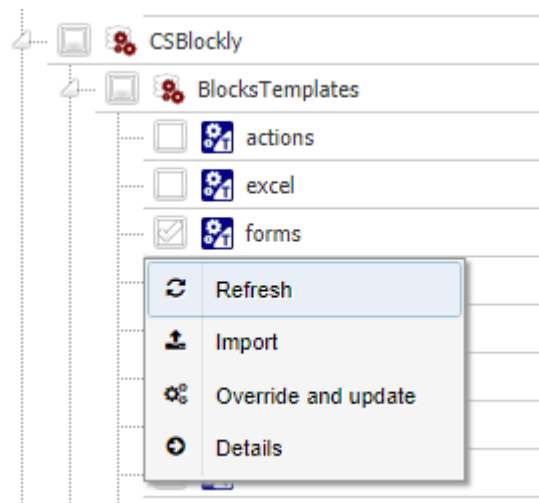 CSBlockly
BlocksTemplates
actions
excel
forms
Refresh
Import
Override and update
Details